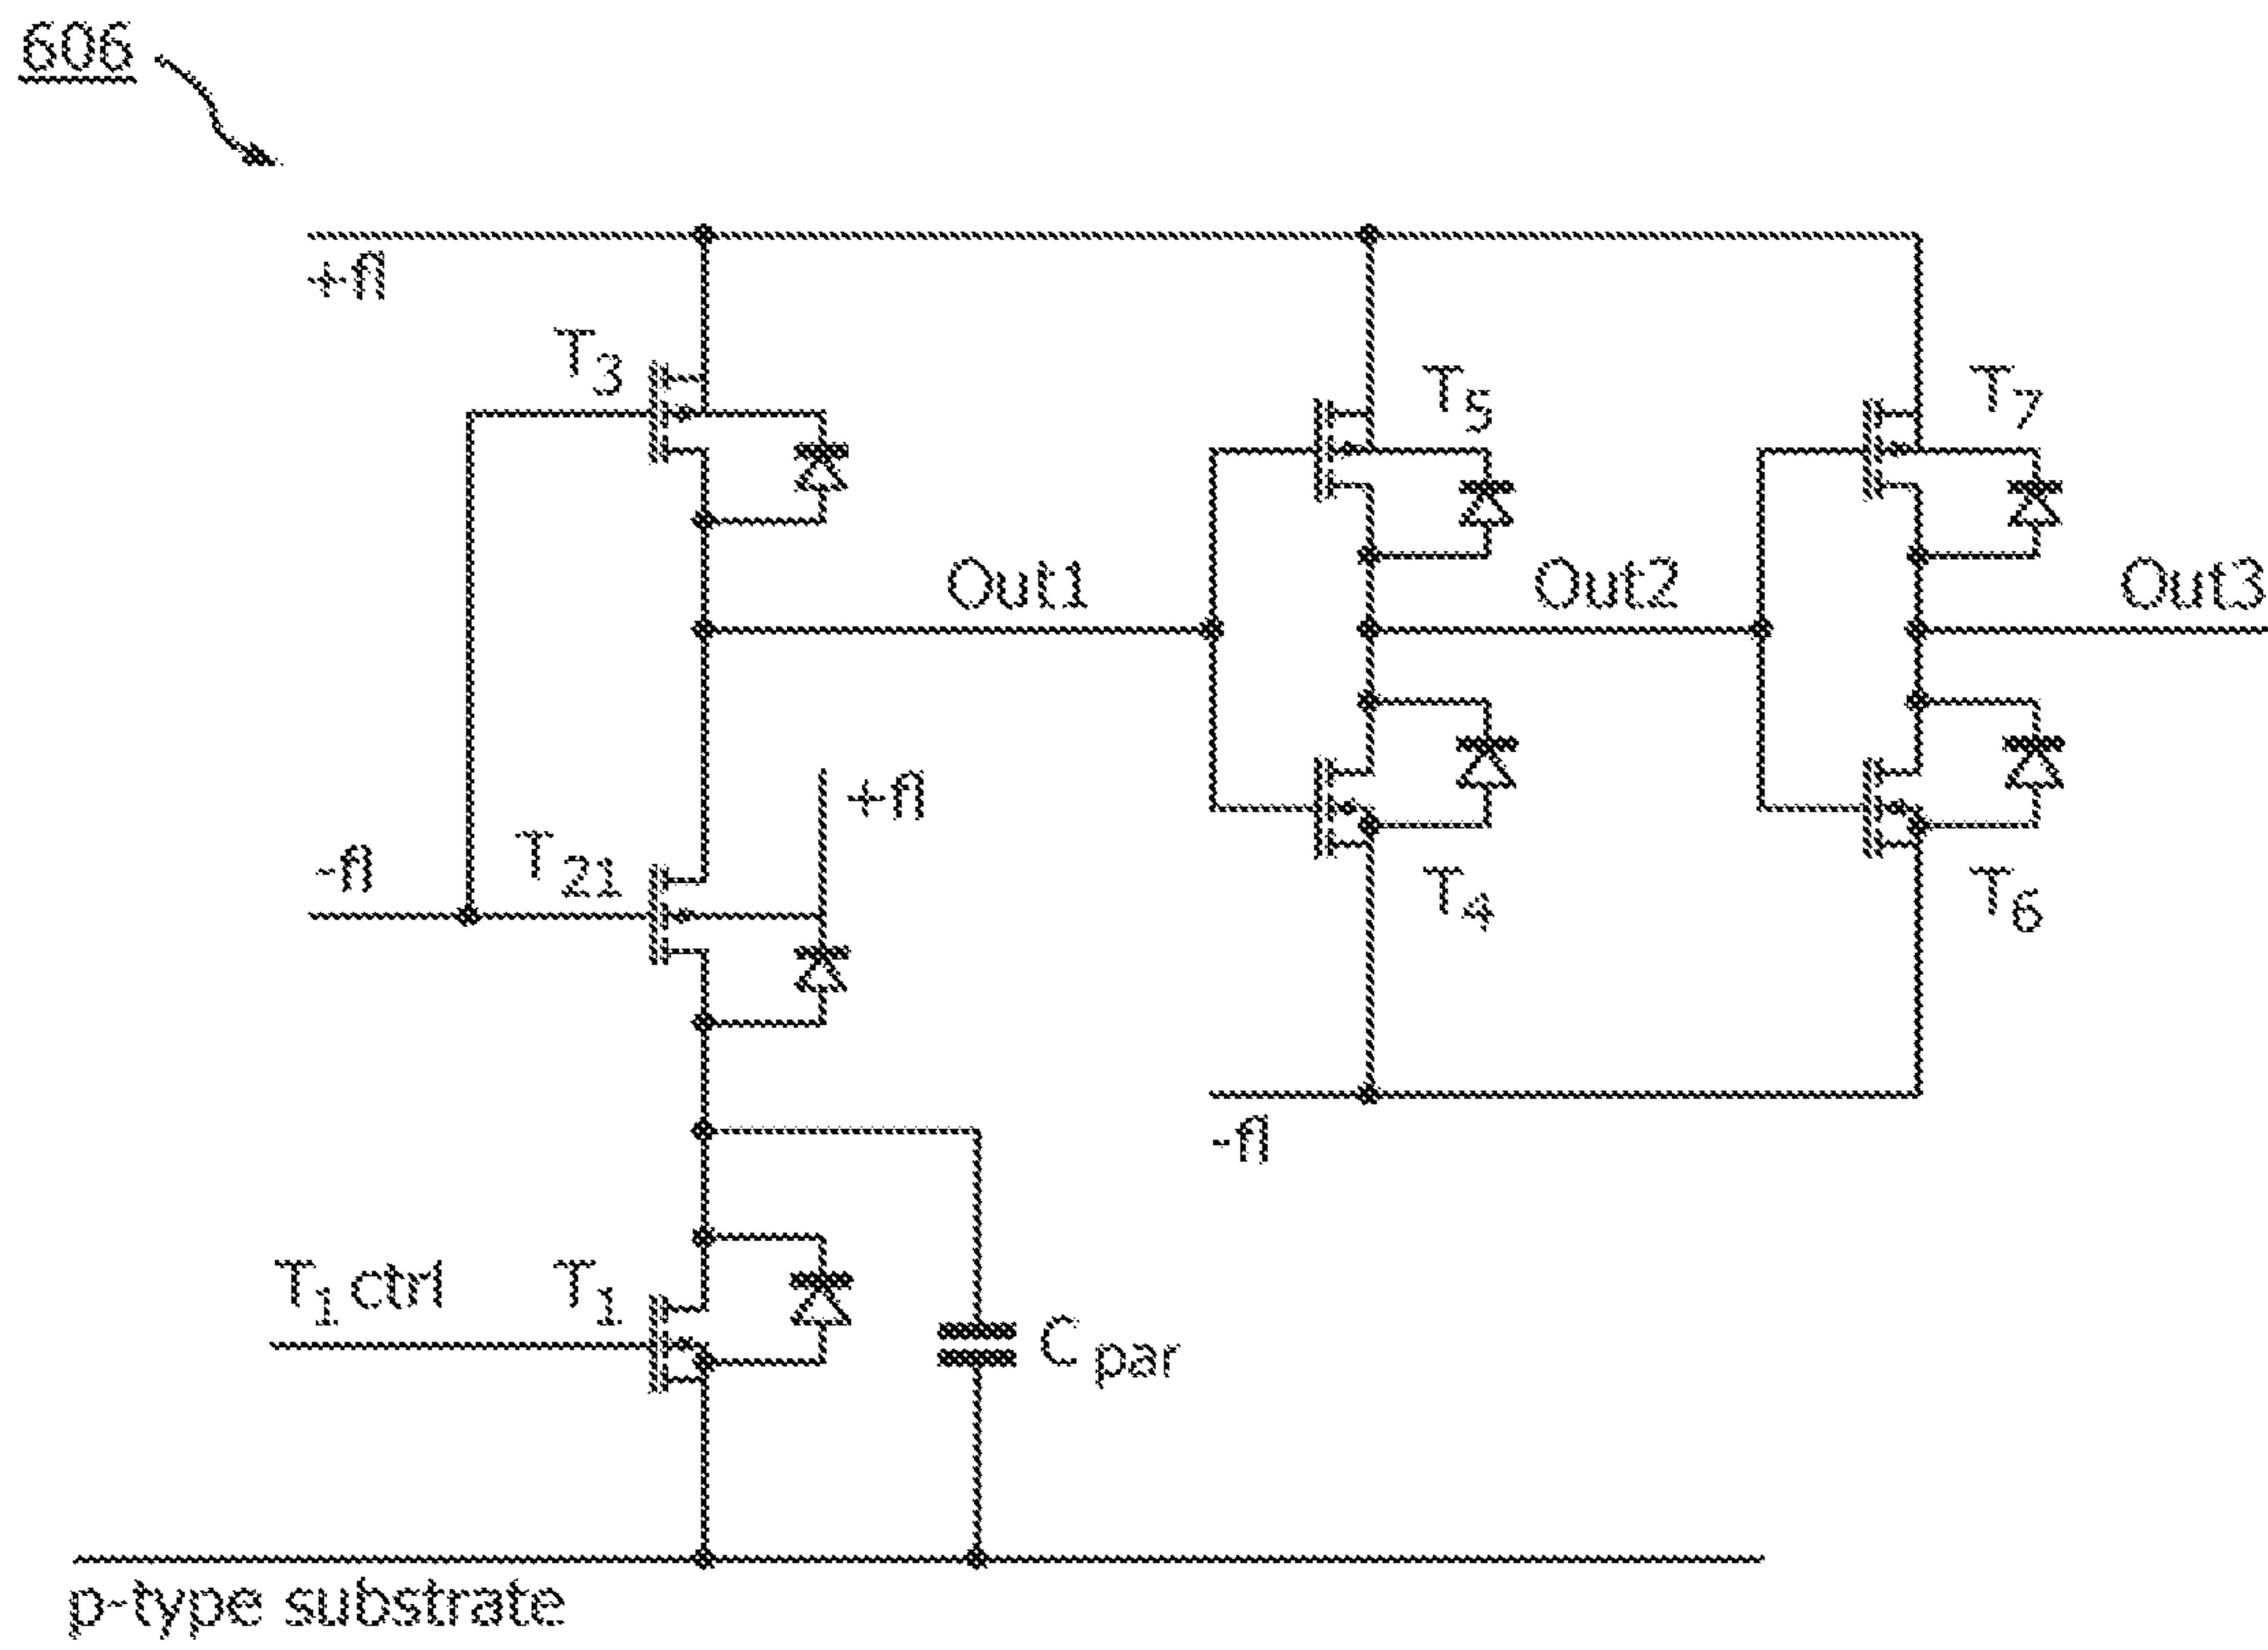 606
+fl
T3
T5
T7
Out1
Out2
Out3
+fl
-fl
T21
T4
T6
-fl
T1 ctrl
T1
C par
p-type substrate